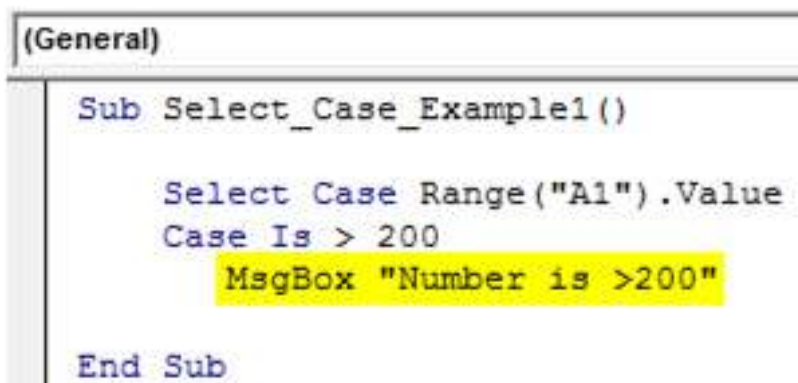 (General)
Sub Select_Case_Example1()
Select Case Range("A1").Value
Case Is > 200
MsgBox "Number is >200"
End Sub